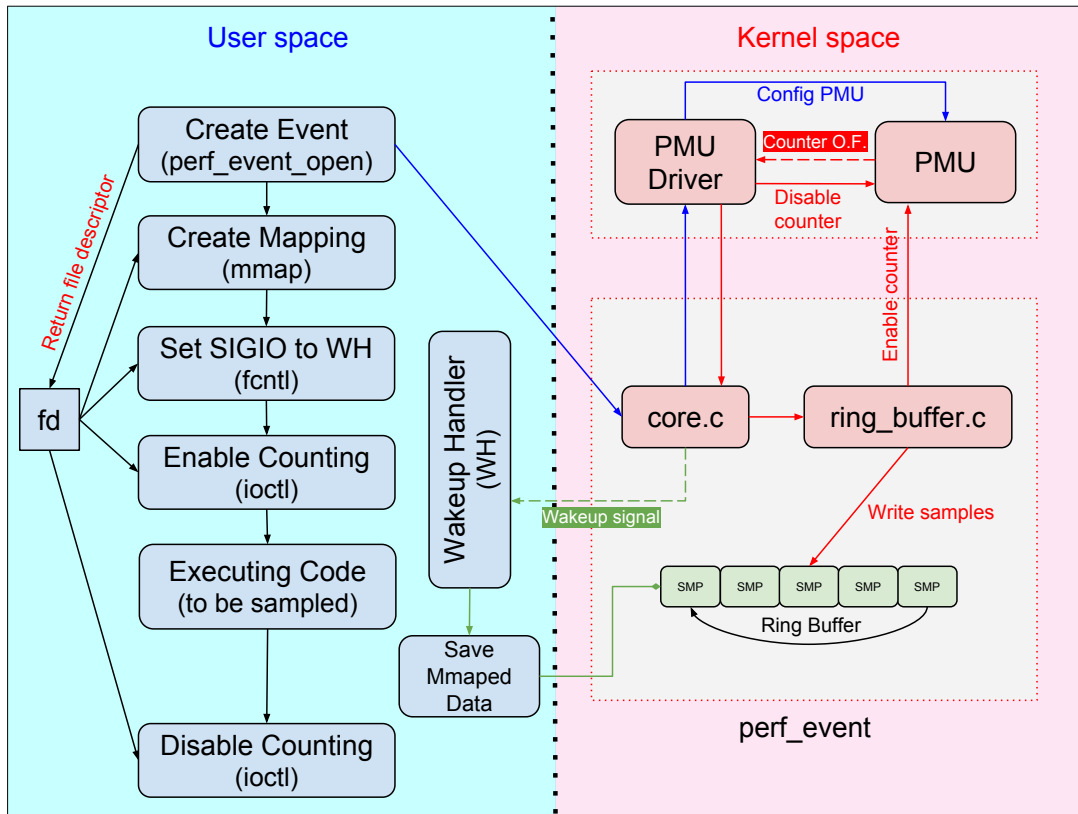 User space
Create Event
(perf_event_open)
Return file descriptor
Create Mapping
(mmap)
Set SIGIO to WH
(fcntl)
fd
Enable Counting
(ioctl)
Executing Code
(to be sampled)
Disable Counting
(ioctl)
Wakeup Handler
(WH)
Save
Mmaped
Data
Kernel space
Config PMU
PMU
Driver
Counter O.F.
PMU
Disable
counter
Enable counter
core.c
ring_buffer.c
Wakeup signal
Write samples
SMP
SMP
SMP
SMP
SMP
Ring Buffer
perf_event